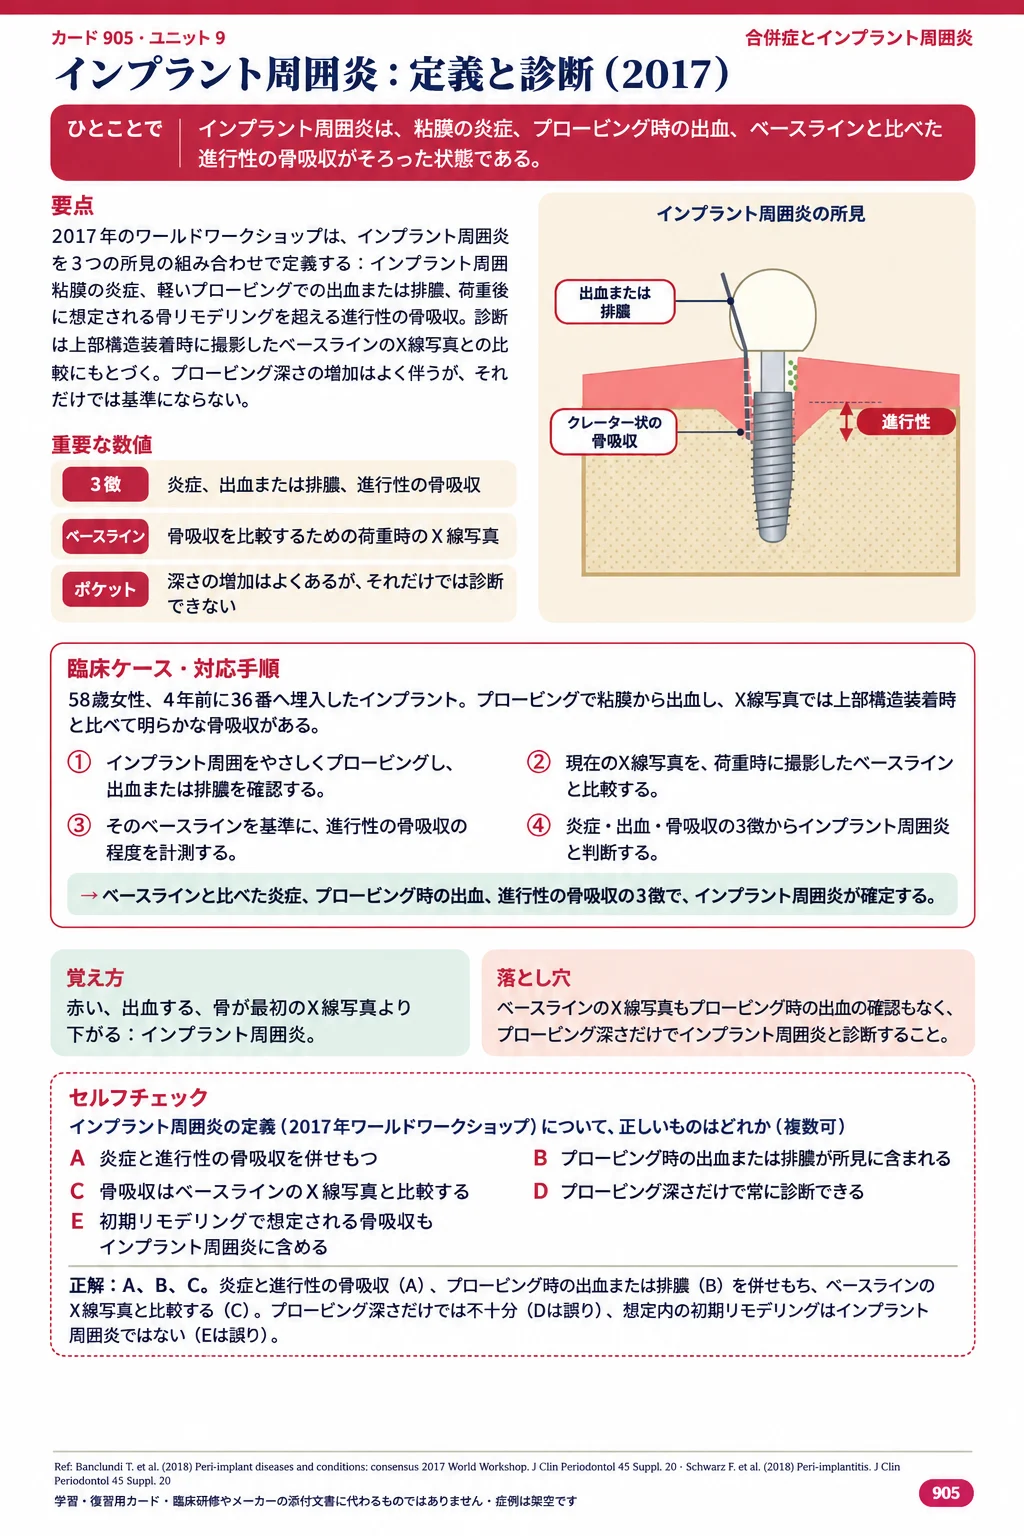 カード 905・ユニット 9
合併症とインプラント周囲炎
インプラント周囲炎：定義と診断（2017）
ひとことで
インプラント周囲炎は、粘膜の炎症、プロービング時の出血、ベースラインと比べた
進行性の骨吸収がそろった状態である。
要点
2017年のワールドワークショップは、インプラント周囲炎
を3つの所見の組み合わせで定義する：インプラント周囲
粘膜の炎症、軽いプロービングでの出血または排膿、荷重後
に想定される骨リモデリングを超える進行性の骨吸収。診断
は上部構造装着時に撮影したベースラインのX線写真との比
較にもとづく。プロービング深さの増加はよく伴うが、それ
だけでは基準にならない。
重要な数値
3徴
炎症、出血または排膿、進行性の骨吸収
ベースライン
骨吸収を比較するための荷重時のX線写真
ポケット
深さの増加はよくあるが、それだけでは診断
できない
インプラント周囲炎の所見
出血または
排膿
クレーター状の
骨吸収
進行性
臨床ケース・対応手順
58歳女性、4年前に36番へ埋入したインプラント。プロービングで粘膜から出血し、X線写真では上部構造装着時
と比べて明らかな骨吸収がある。
① インプラント周囲をやさしくプロービングし、
出血または排膿を確認する。
② 現在のX線写真を、荷重時に撮影したベースライン
と比較する。
③ そのベースラインを基準に、進行性の骨吸収の
程度を計測する。
④ 炎症・出血・骨吸収の3徴からインプラント周囲炎
と判断する。
→ ベースラインと比べた炎症、プロービング時の出血、進行性の骨吸収の3徴で、インプラント周囲炎が確定する。
覚え方
赤い、出血する、骨が最初のX線写真より
下がる：インプラント周囲炎。
落とし穴
ベースラインのX線写真もプロービング時の出血の確認もなく、
プロービング深さだけでインプラント周囲炎と診断すること。
セルフチェック
インプラント周囲炎の定義（2017年ワールドワークショップ）について、正しいものはどれか（複数可）
A 炎症と進行性の骨吸収を併せもつ
B プロービング時の出血または排膿が所見に含まれる
C 骨吸収はベースラインのX線写真と比較する
D プロービング深さだけで常に診断できる
E 初期リモデリングで想定される骨吸収も
インプラント周囲炎に含める
正解：A、B、C。炎症と進行性の骨吸収（A）、プロービング時の出血または排膿（B）を併せもち、ベースラインの
X線写真と比較する（C）。プロービング深さだけでは不十分（Dは誤り）、想定内の初期リモデリングはインプラント
周囲炎ではない（Eは誤り）。
Ref: Banclundi T. et al. (2018) Peri-implant diseases and conditions: consensus 2017 World Workshop. J Clin Periodontol 45 Suppl. 20 · Schwarz F. et al. (2018) Peri-implantitis. J Clin
Periodontol 45 Suppl. 20
学習・復習用カード・臨床研修やメーカーの添付文書に代わるものではありません・症例は架空です
905